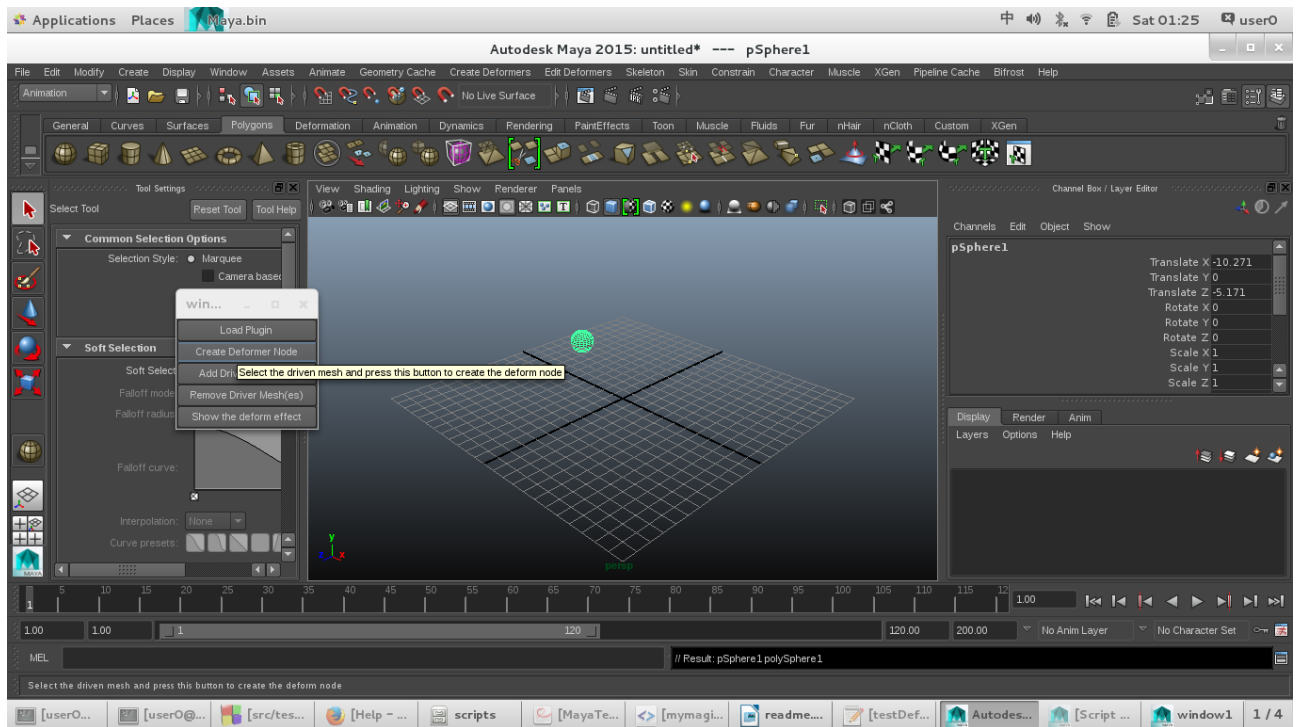 Applications Places Maya.bin 中 Sat 01:25 userO
Autodesk Maya 2015: untitled* --- pSphere1
File Edit Modify Create Display Window Assets Animate Geometry Cache Create Deformers Edit Deformers Skeleton Skin Constrain Character Muscle XGen Pipeline Cache Bifrost Help
Animation No Live Surface
General Curves Surfaces Polygons Deformation Animation Dynamics Rendering PaintEffects Toon Muscle Fluids Fur nHair nCloth Custom XGen
Tool Settings
Select Tool Reset Tool Tool Help
Common Selection Options
Selection Style: Marquee
Camera based
win...
Load Plugin
Soft Selection
Create Deformer Node
Soft Select
Add Driv
Select the driven mesh and press this button to create the deform node
Falloff mode
Remove Driver Mesh(es)
Falloff radius
Show the deform effect
Falloff curve:
Interpolation: None
Curve presets:
View Shading Lighting Show Renderer Panels
y
z x
persp
Channel Box / Layer Editor
Channels Edit Object Show
pSphere1
Translate X -10.271
Translate Y 0
Translate Z -5.171
Rotate X 0
Rotate Y 0
Rotate Z 0
Scale X 1
Scale Y 1
Scale Z 1
Display Render Anim
Layers Options Help
MAYA
1 5 10 15 20 25 30 35 40 45 50 55 60 65 70 75 80 85 90 95 100 105 110 115 12 1.00
1.00 1.00 1 120 120.00 200.00 No Anim Layer No Character Set
MEL // Result: pSphere1 polySphere1
Select the driven mesh and press this button to create the deform node
[userO... [userO@... [src/tes... [Help – ... scripts [MayaTe... [mymagi... readme.... [testDef... Autodes... [Script ... window1 1 / 4